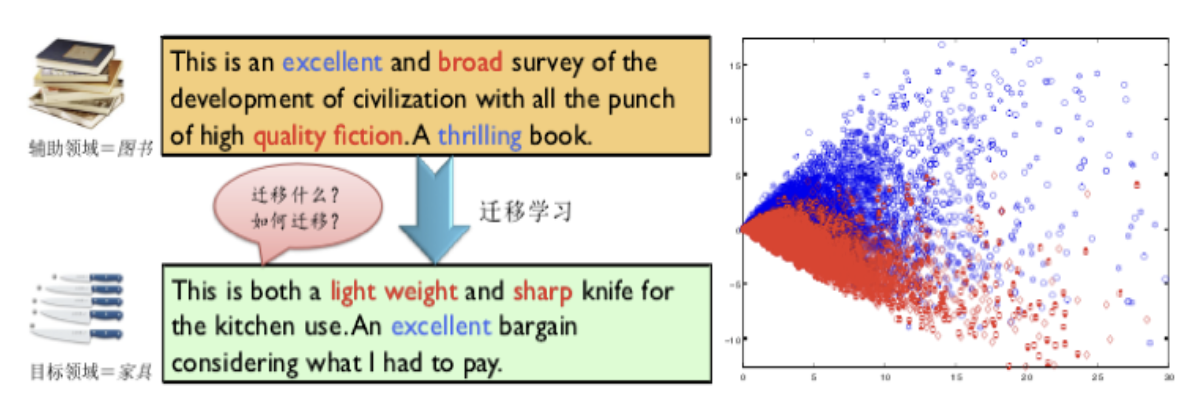 This is an excellent and broad survey of the
development of civilization with all the punch
of high quality fiction. A thrilling book.
辅助领域=图书
迁移什么?
如何迁移?
迁移学习
This is both a light weight and sharp knife for
the kitchen use. An excellent bargain
considering what I had to pay.
目标领域=家具
15
10
5
0
-5
-10
0
5
10
15
20
25
30